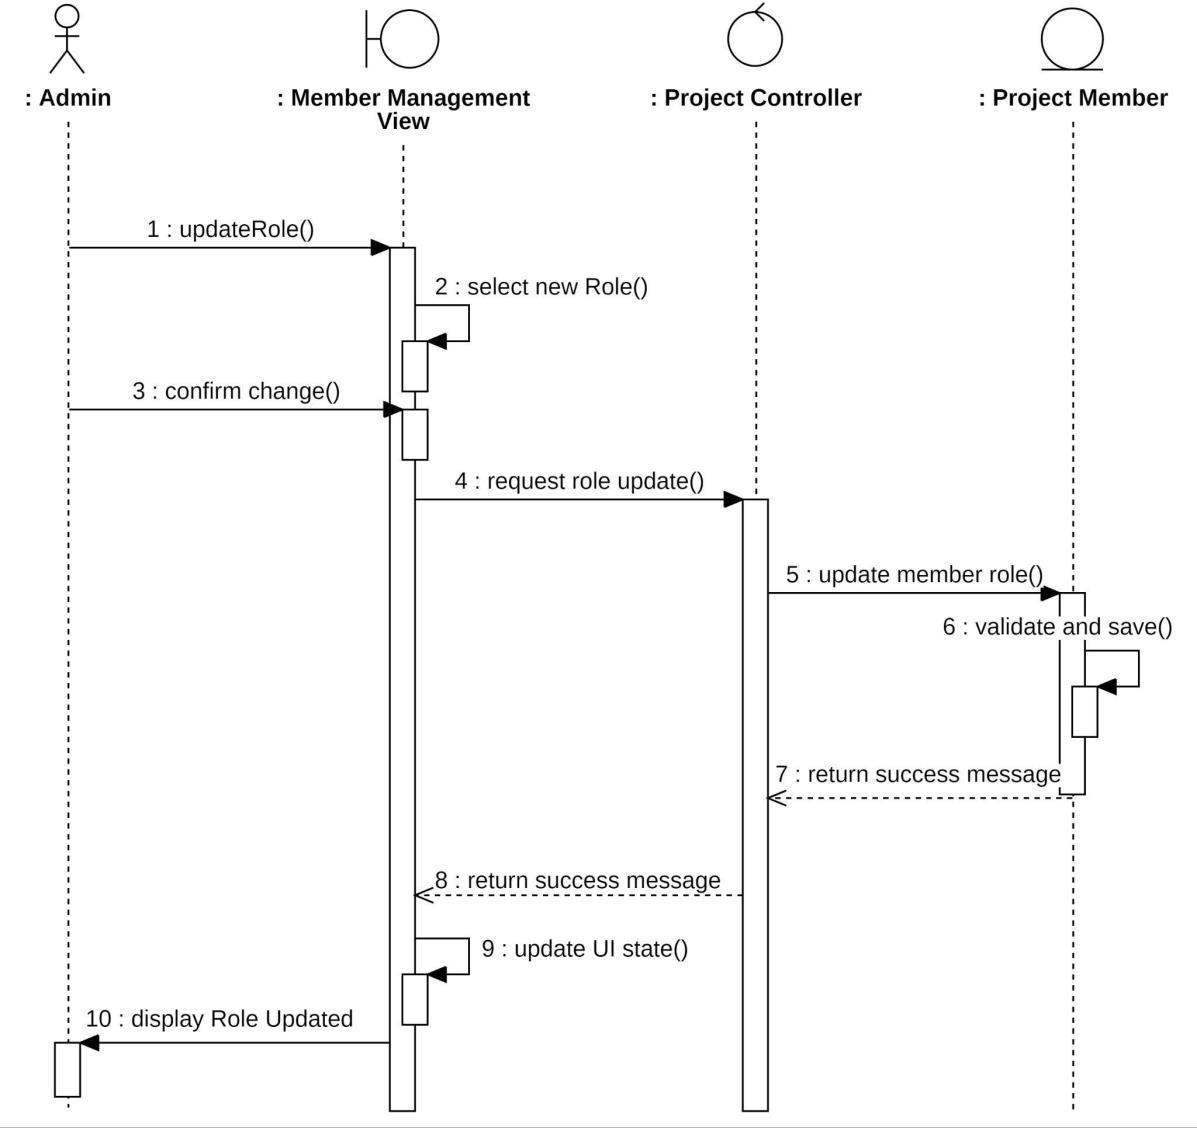 : Admin
: Member Management
View
: Project Controller
: Project Member
1 : updateRole()
2 : select new Role()
3 : confirm change()
4 : request role update()
5 : update member role()
6 : validate and save()
7 : return success message
8 : return success message
9 : update UI state()
10 : display Role Updated